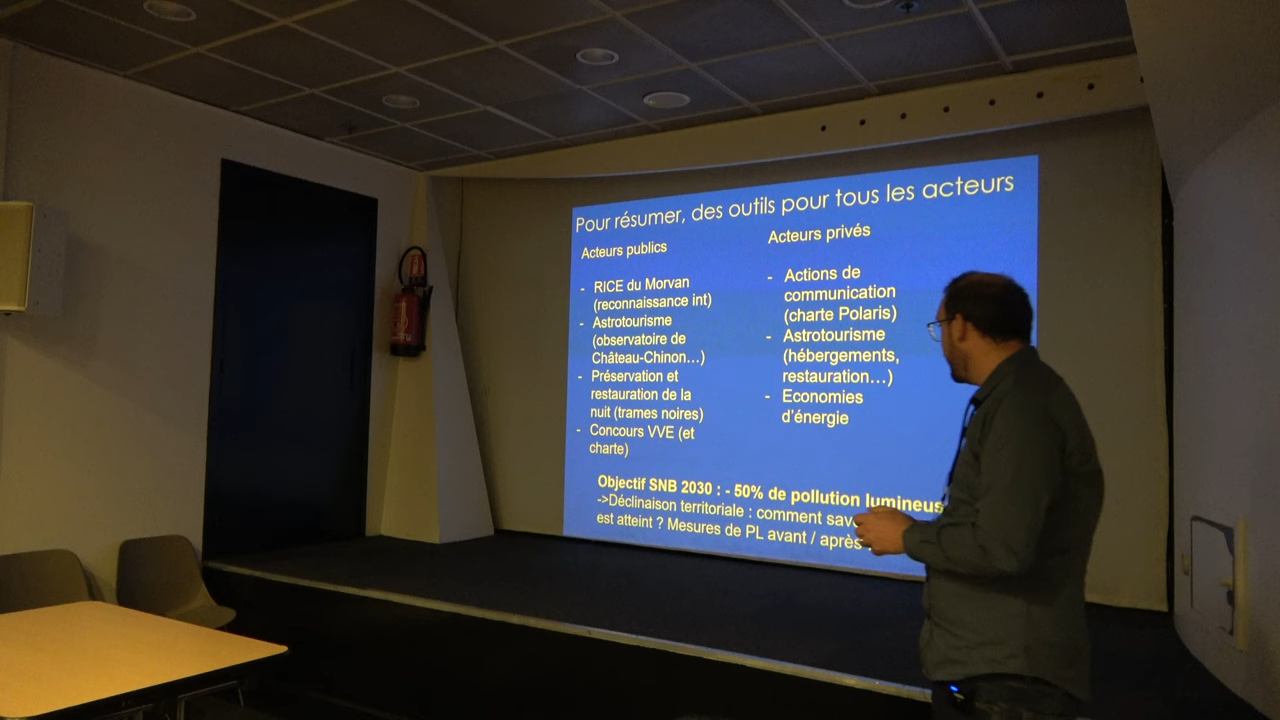 Pour résumer, des outils pour tous les acteurs
Acteurs publics
- RICE du Morvan
(reconnaissance int)
- Astrotourisme
(observatoire de
Château-Chinon...)
- Préservation et
restauration de la
nuit (trames noires)
- Concours VVE (et
charte)
Acteurs privés
- Actions de
communication
(charte Polaris)
- Astrotourisme
(hébergements,
restauration...)
- Economies
d'énergie
Objectif SNB 2030 : - 50% de pollution lumineus
->Déclinaison territoriale : comment sav
est atteint ? Mesures de PL avant / après